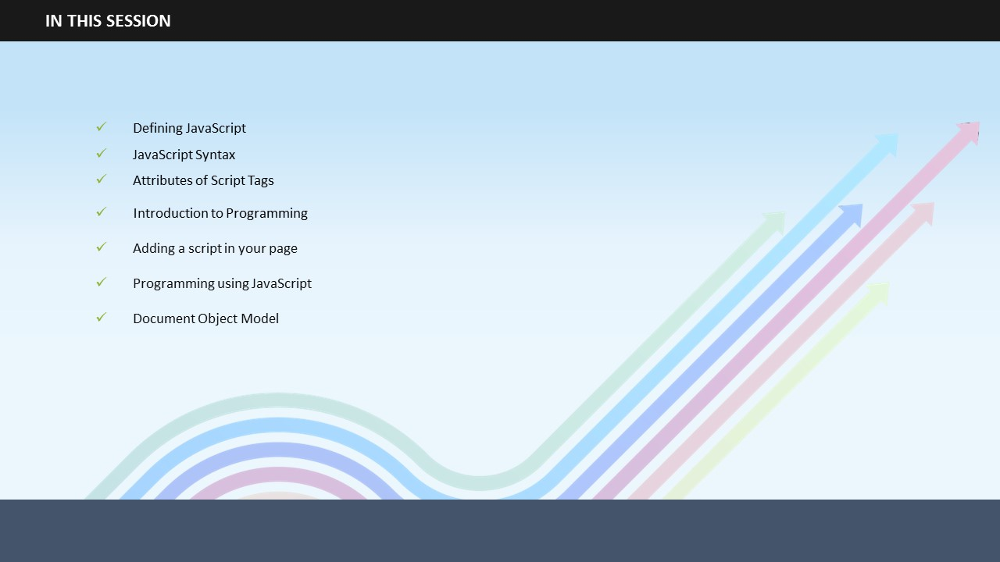 IN THIS SESSION
Defining JavaScript
JavaScript Syntax
Attributes of Script Tags
Introduction to Programming
Adding a script in your page
Programming using JavaScript
Document Object Model